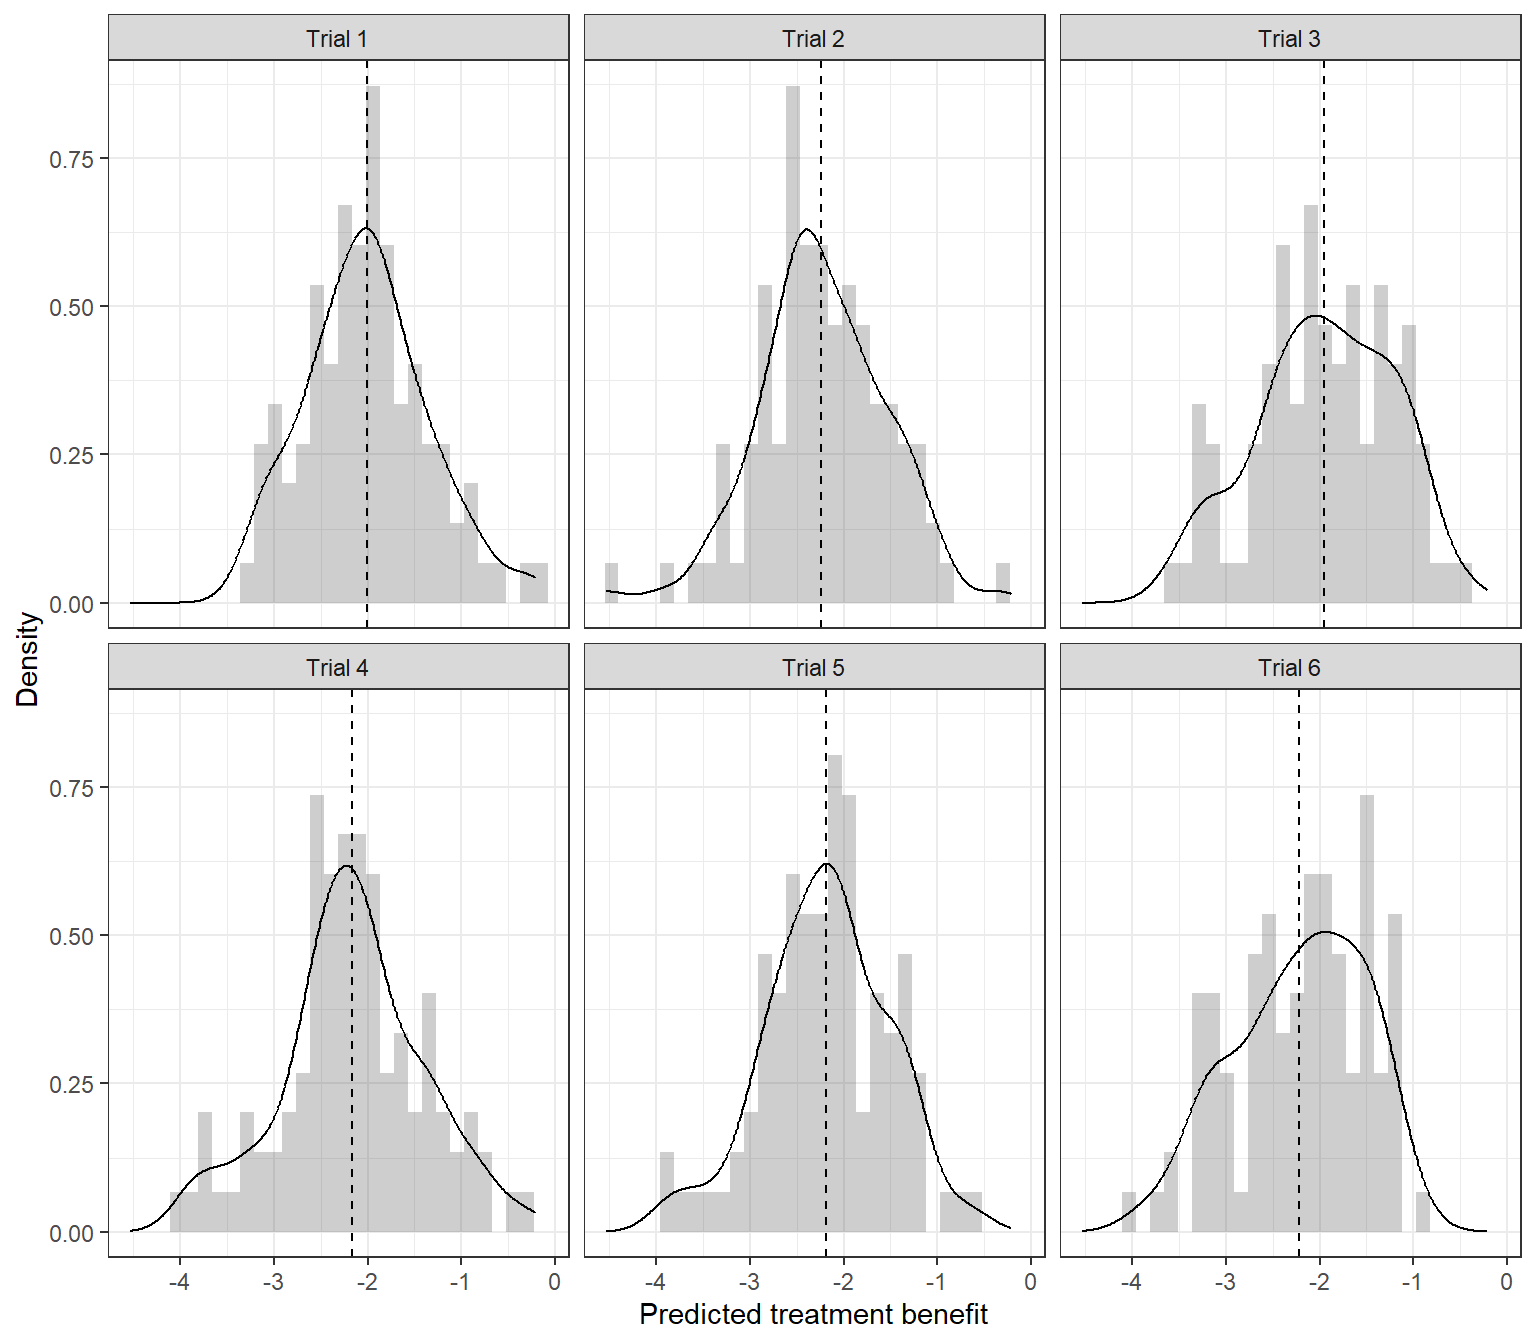 Trial 1
Trial 2
Trial 3
0.75
0.50
0.25
0.00
Density
Trial 4
Trial 5
Trial 6
0.75
0.50
0.25
0.00
-4 -3 -2 -1 0
-4 -3 -2 -1 0
-4 -3 -2 -1 0
Predicted treatment benefit